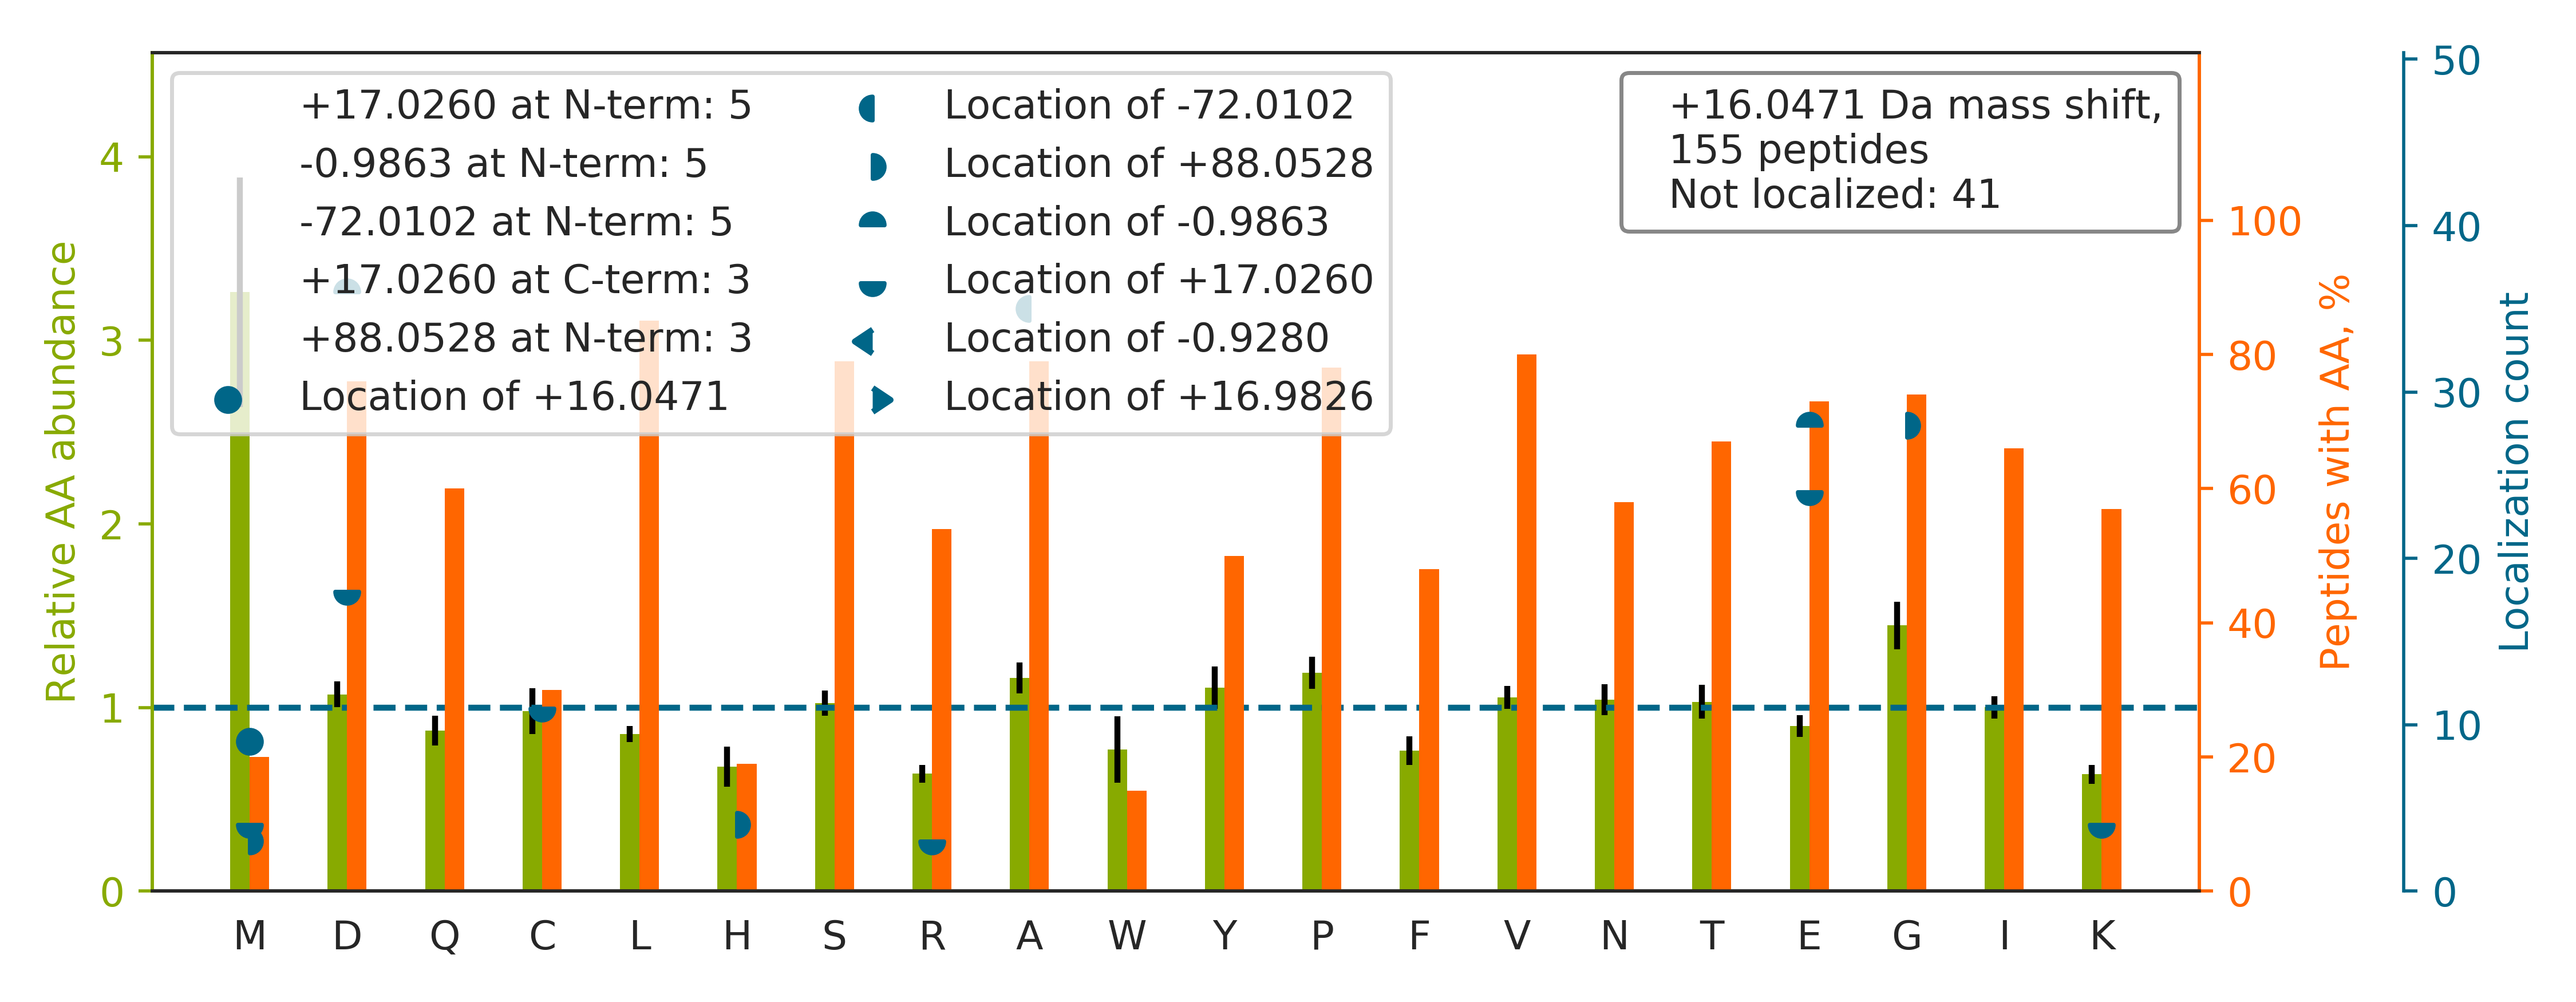 +17.0260 at N-term: 5
-0.9863 at N-term: 5
-72.0102 at N-term: 5
+17.0260 at C-term: 3
+88.0528 at N-term: 3
Location of +16.0471
Location of -72.0102
Location of +88.0528
Location of -0.9863
Location of +17.0260
Location of -0.9280
Location of +16.9826
+16.0471 Da mass shift,
155 peptides
Not localized: 41
Relative AA abundance
4
3
2
1
0
M D Q C L H S R A W Y P F V N T E G I K
100
80
60
40
20
0
Peptides with AA, %
50
40
30
20
10
0
Localization count